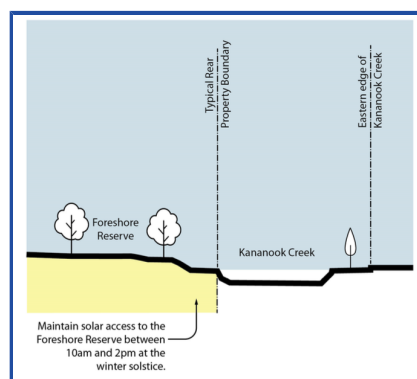 Typical Rear
Property Boundary
Eastern edge of
Kananook Creek
Foreshore
Reserve
Kananook Creek
Maintain solar access to the
Foreshore Reserve between
10am and 2pm at the
winter solstice.